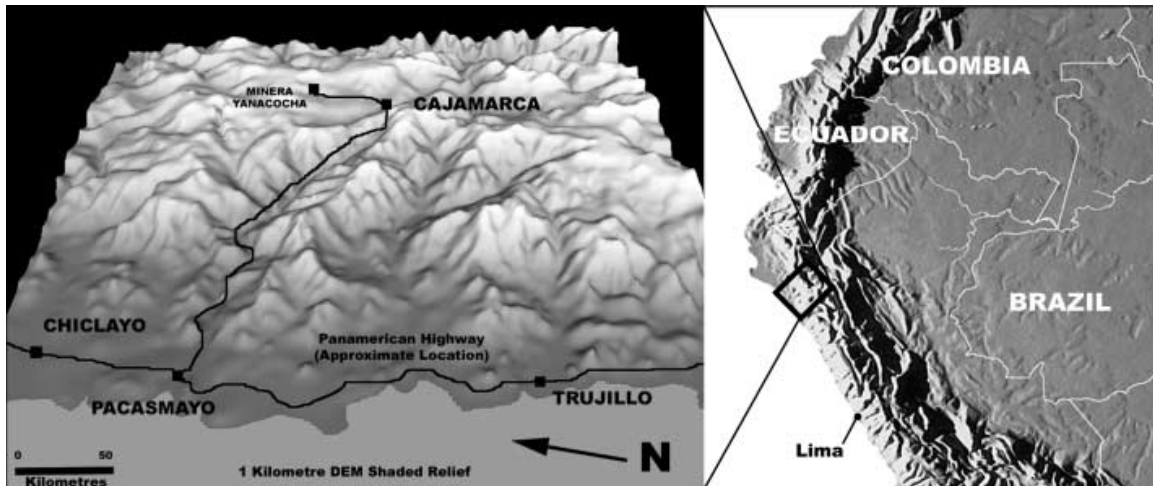 MINERA
YANACOCHA
CAJAMARCA
CHICLAYO
Panamerican Highway
(Approximate Location)
PACASMAYO
TRUJILLO
0 50
Kilometres
1 Kilometre DEM Shaded Relief
N
COLOMBIA
ECUADOR
BRAZIL
Lima